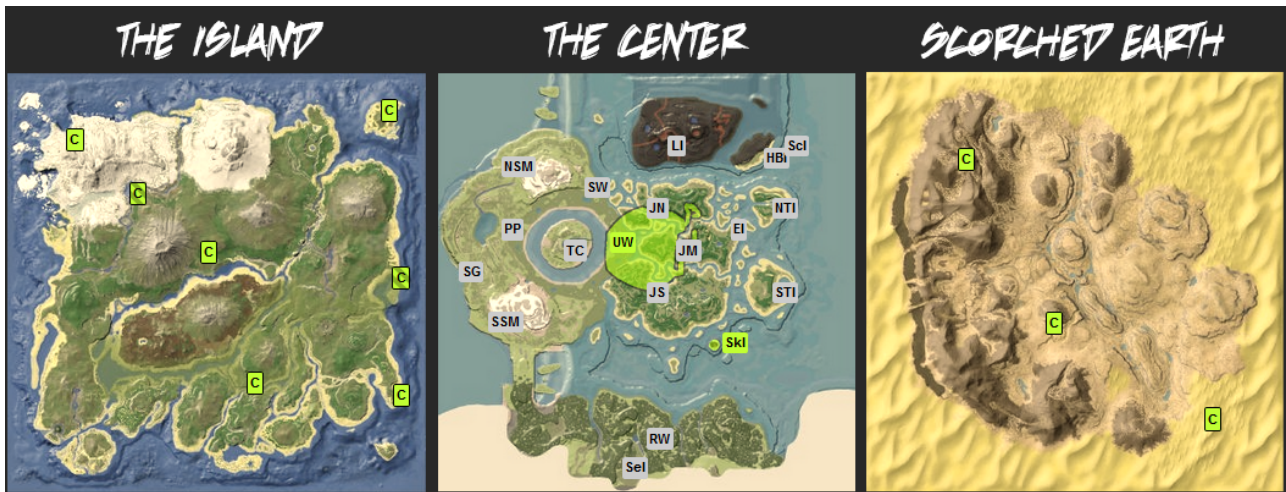 THE ISLAND
THE CENTER
SCORCHED EARTH
C
C
C
C
C
C
C
LI
ScI
HBI
NSM
SW
JN
NTI
PP
TC
UW
JM
EI
SG
JS
STI
SSM
SkI
RW
SeI
C
C
C